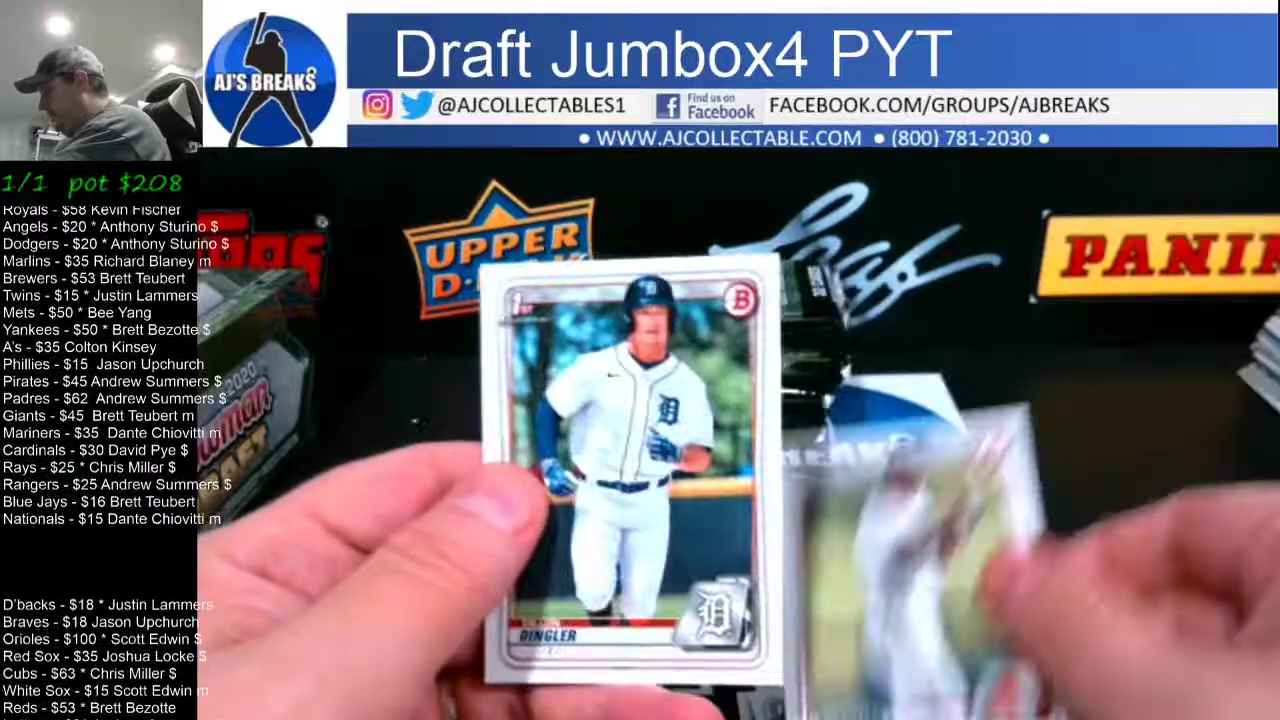 AJ'S BREAKS
Draft Jumbox4 PYT
@AJCOLLECTABLES1
Find us on
Facebook
FACEBOOK.COM/GROUPS/AJBREAKS
● WWW.AJCOLLECTABLE.COM ● (800) 781-2030 ●
1/1 pot $208
Royals - $58 Kevin Fischer
Angels - $20 * Anthony Sturino $
Dodgers - $20 * Anthony Sturino $
Marlins - $35 Richard Blaney m
Brewers - $53 Brett Teubert
Twins - $15 * Justin Lammers
Mets - $50 * Bee Yang
Yankees - $50 * Brett Bezotte $
A's - $35 Colton Kinsey
Phillies - $15 Jason Upchurch
Pirates - $45 Andrew Summers $
Padres - $62 Andrew Summers $
Giants - $45 Brett Teubert m
Mariners - $35 Dante Chiovitti m
Cardinals - $30 David Pye $
Rays - $25 * Chris Miller $
Rangers - $25 Andrew Summers $
Blue Jays - $16 Brett Teubert
Nationals - $15 Dante Chiovitti m
D'backs - $18 * Justin Lammers
Braves - $18 Jason Upchurch
Orioles - $100 * Scott Edwin $
Red Sox - $35 Joshua Locke $
Cubs - $63 * Chris Miller $
White Sox - $15 Scott Edwin m
Reds - $53 * Brett Bezotte
UPPER
PANINI
2020
1ST
B
D
D
DINGLER